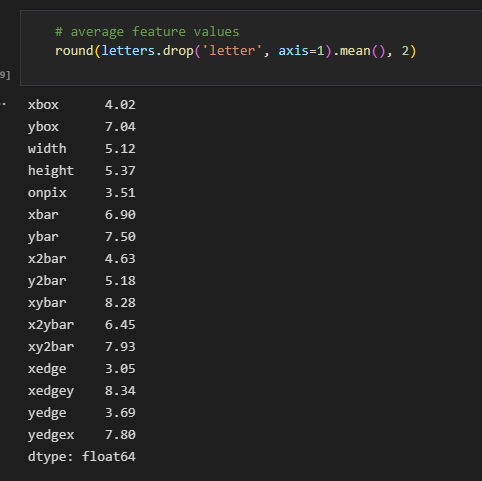 # average feature values
round(letters.drop('letter', axis=1).mean(), 2)
9]
xbox 4.02
ybox 7.04
width 5.12
height 5.37
onpix 3.51
xbar 6.90
ybar 7.50
x2bar 4.63
y2bar 5.18
xybar 8.28
x2ybar 6.45
xy2bar 7.93
xedge 3.05
xedgey 8.34
yedge 3.69
yedgex 7.80
dtype: float64